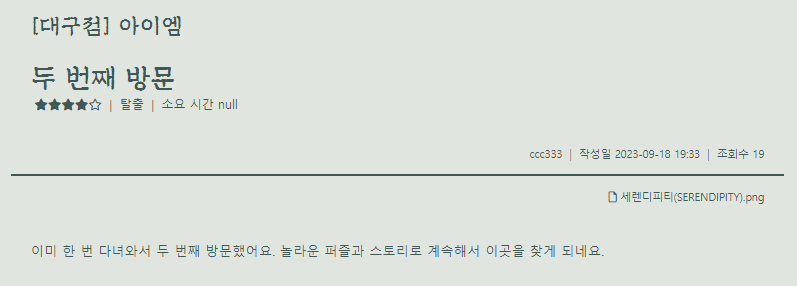 [대구점] 아이엠
두 번째 방문
★★★★☆ | 탈출 | 소요 시간 null
ccc333 | 작성일 2023-09-18 19:33 | 조회수 19
세렌디피티(SERENDIPITY).png
이미 한 번 다녀와서 두 번째 방문했어요. 놀라운 퍼즐과 스토리로 계속해서 이곳을 찾게 되네요.